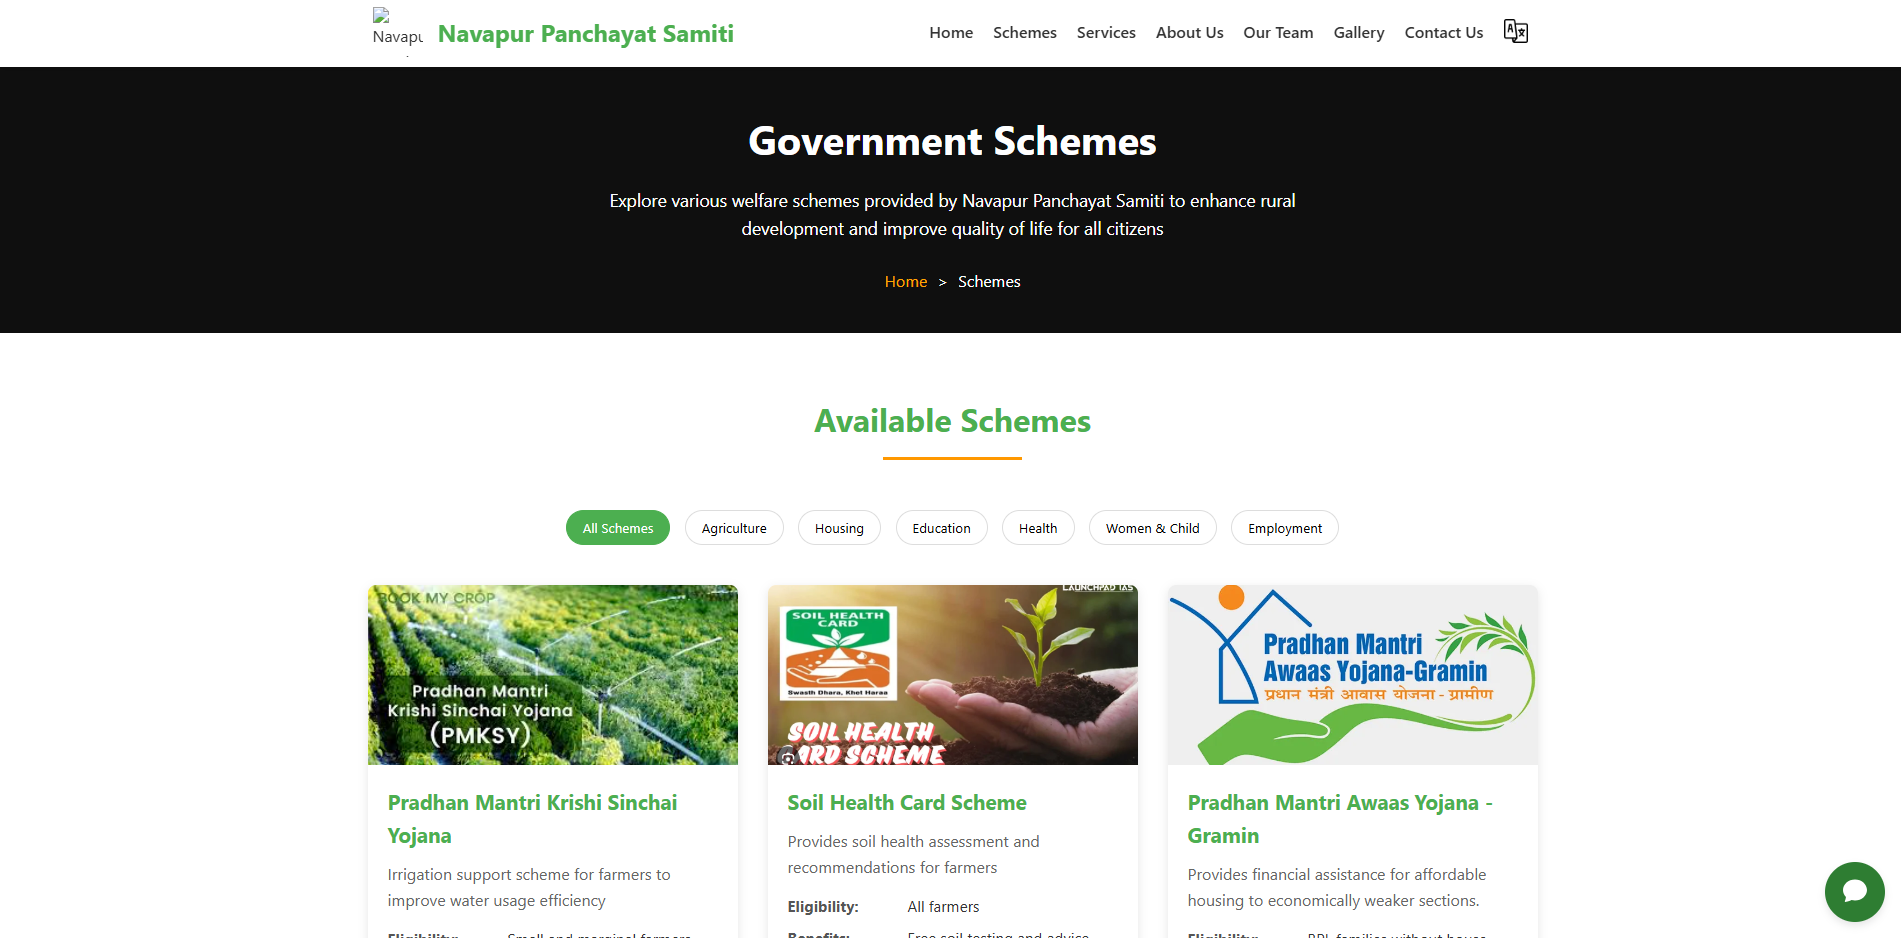 Navapur
Navapur Panchayat Samiti
Home Schemes Services About Us Our Team Gallery Contact Us
Government Schemes
Explore various welfare schemes provided by Navapur Panchayat Samiti to enhance rural
development and improve quality of life for all citizens
Home > Schemes
Available Schemes
All Schemes Agriculture Housing Education Health Women & Child Employment
BOOK MY CROP
Pradhan Mantri
Krishi Sinchai Yojana
(PMKSY)
LAUNCHPAD IAS
SOIL HEALTH
CARD
Swasth Dhara, Khet Haraa
SOIL HEALTH
CARD SCHEME
Pradhan Mantri
Awaas Yojana-Gramin
प्रधान मंत्री आवास योजना - ग्रामीण
Pradhan Mantri Krishi Sinchai
Yojana
Irrigation support scheme for farmers to
improve water usage efficiency
Eligibility: Small and marginal farmers
Soil Health Card Scheme
Provides soil health assessment and
recommendations for farmers
Eligibility: All farmers
Benefits: Free soil testing and advice
Pradhan Mantri Awaas Yojana -
Gramin
Provides financial assistance for affordable
housing to economically weaker sections.
Eligibility: BPL families without house